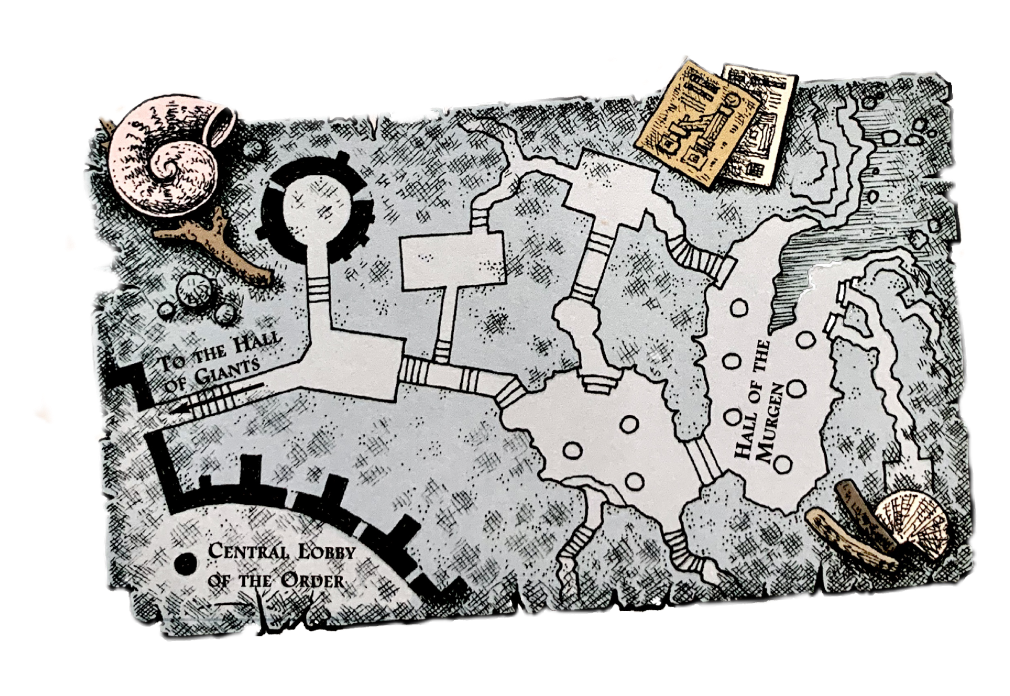 To the Hall
of Giants
Hall of the
Murgen
Central Lobby
of the Order